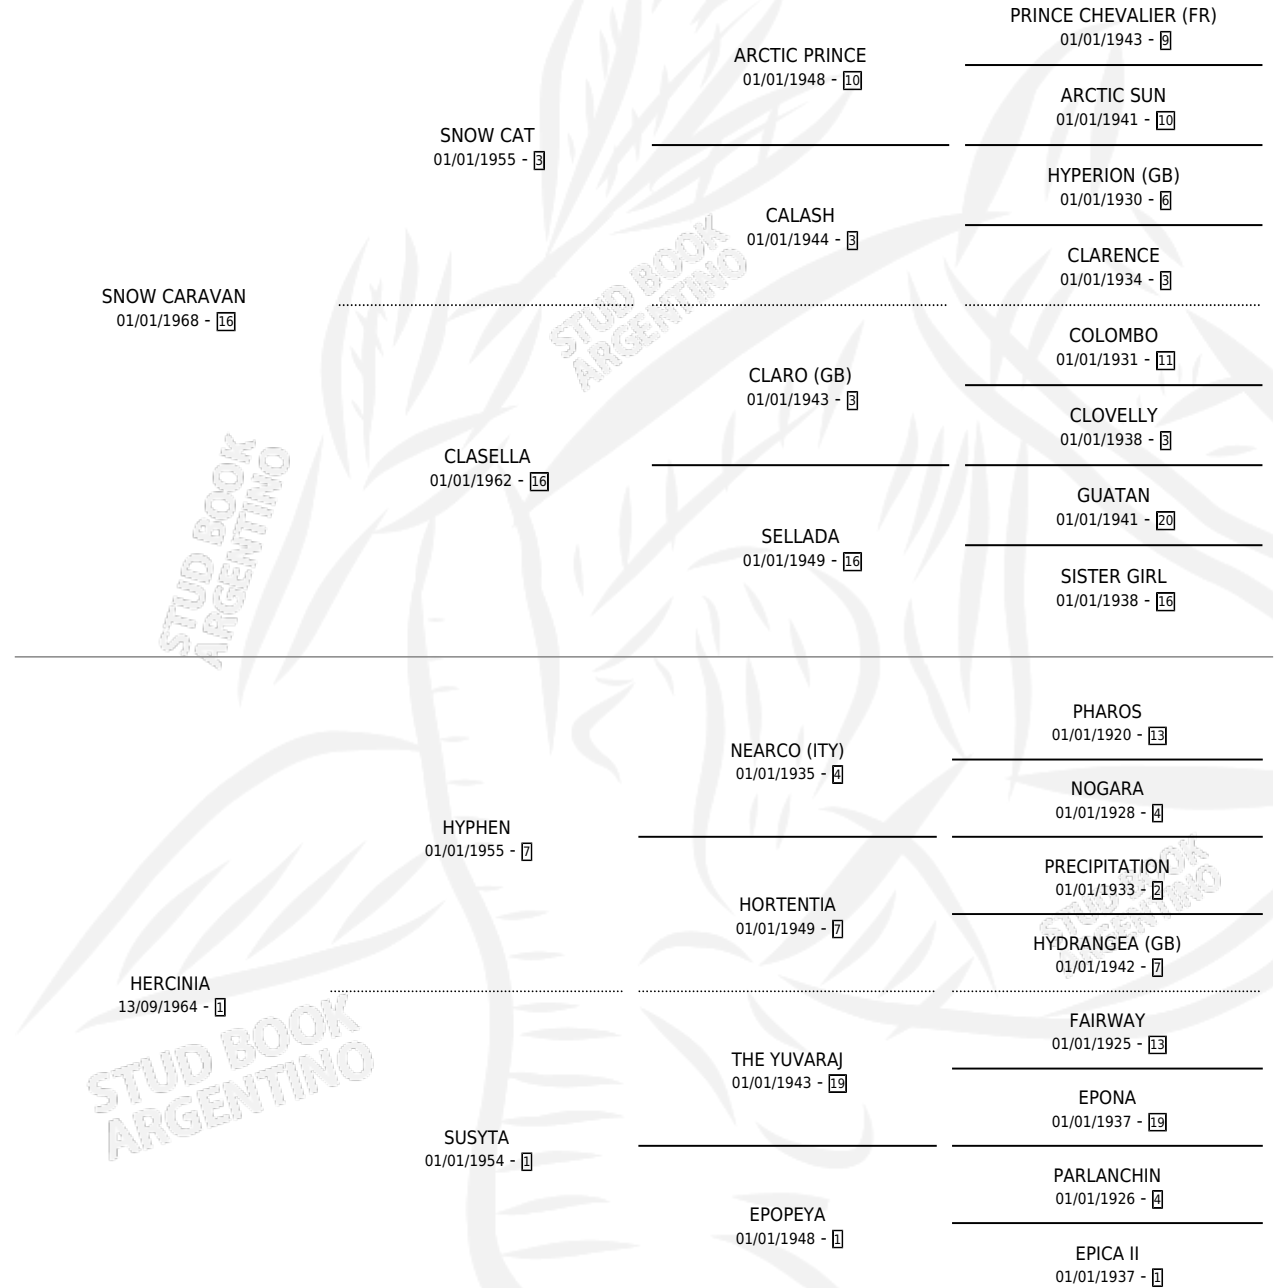 PRINCE CHEVALIER (FR)
01/01/1943 - 9
ARCTIC PRINCE
01/01/1948 - 10
ARCTIC SUN
01/01/1941 - 10
SNOW CAT
01/01/1955 - 3
HYPERION (GB)
01/01/1930 - 6
CALASH
01/01/1944 - 3
CLARENCE
01/01/1934 - 3
SNOW CARAVAN
01/01/1968 - 16
COLOMBO
01/01/1931 - 11
CLARO (GB)
01/01/1943 - 3
CLOVELLY
01/01/1938 - 3
CLASELLA
01/01/1962 - 16
GUATAN
01/01/1941 - 20
SELLADA
01/01/1949 - 16
SISTER GIRL
01/01/1938 - 16
PHAROS
01/01/1920 - 13
NEARCO (ITY)
01/01/1935 - 4
NOGARA
01/01/1928 - 4
HYPHEN
01/01/1955 - 7
PRECIPITATION
01/01/1933 - 2
HORTENTIA
01/01/1949 - 7
HYDRANGEA (GB)
01/01/1942 - 7
HERCINIA
13/09/1964 - 1
FAIRWAY
01/01/1925 - 13
THE YUVARAJ
01/01/1943 - 19
EPONA
01/01/1937 - 19
SUSYTA
01/01/1954 - 1
PARLANCHIN
01/01/1926 - 4
EPOPEYA
01/01/1948 - 1
EPICA II
01/01/1937 - 1
STUD BOOK
ARGENTINO
STUD BOOK
ARGENTINO
STUD BOOK
ARGENTINO
STUD BOOK
ARGENTINO